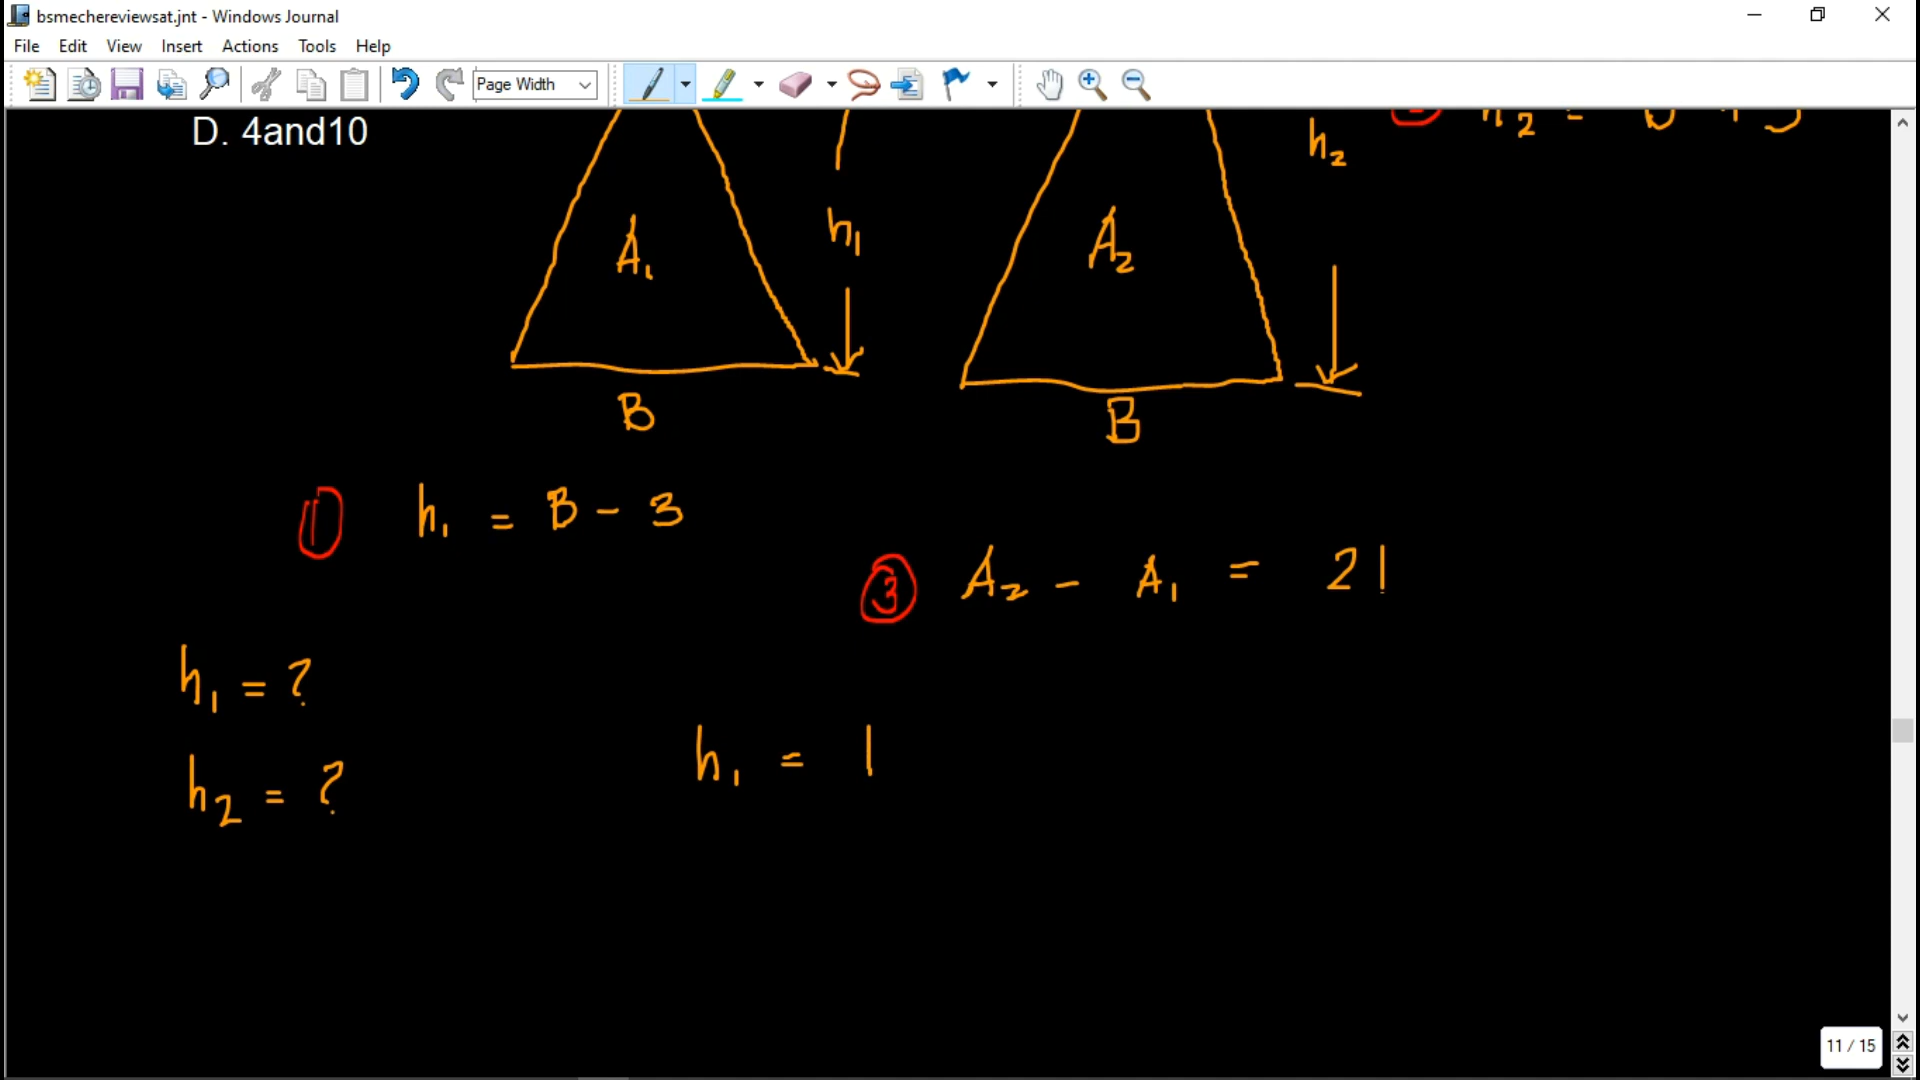 bsmechereviewsat.jnt - Windows Journal
File Edit View Insert Actions Tools Help
Page Width
D. 4and10
h₂
A₁
h₁
A₂
B
B
① h₁ = B - 3
③ A₂ - A₁ = 21
h₁ = ?
h₂ = ?
h₁ = 1
11 / 15